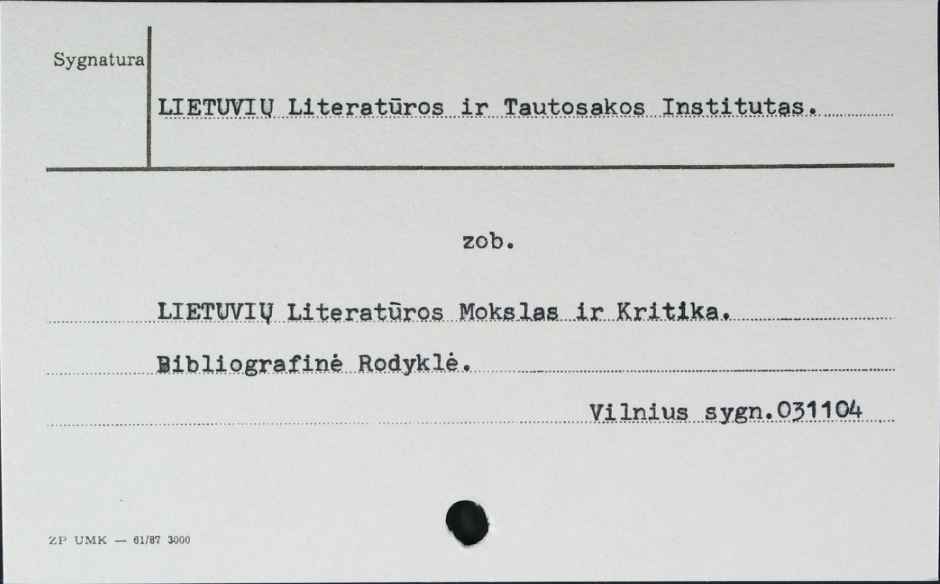 Sygnatura
LIETUVIŲ Literatūros ir Tautosakos Institutas.
zob.
LIETUVIŲ Literatūros Mokslas ir Kritika.
Bibliografinė Rodyklė.
Vilnius sygn.031104
ZP UMK — 61/87 3000